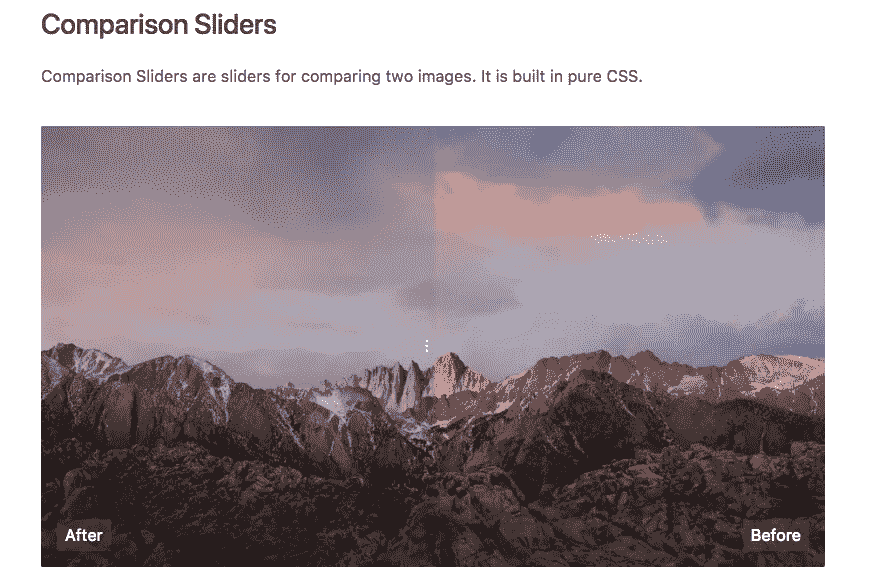 Comparison Sliders
Comparison Sliders are sliders for comparing two images. It is built in pure CSS.
After
Before